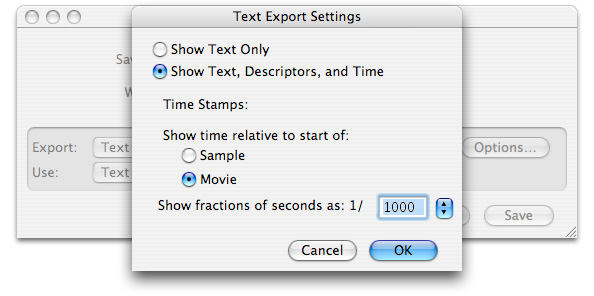 Text Export Settings
Show Text Only
Show Text, Descriptors, and Time
Time Stamps:
Show time relative to start of:
Sample
Movie
Show fractions of seconds as: 1/ 1000
Cancel OK
Export: Text
Options...
Use: Text
Save